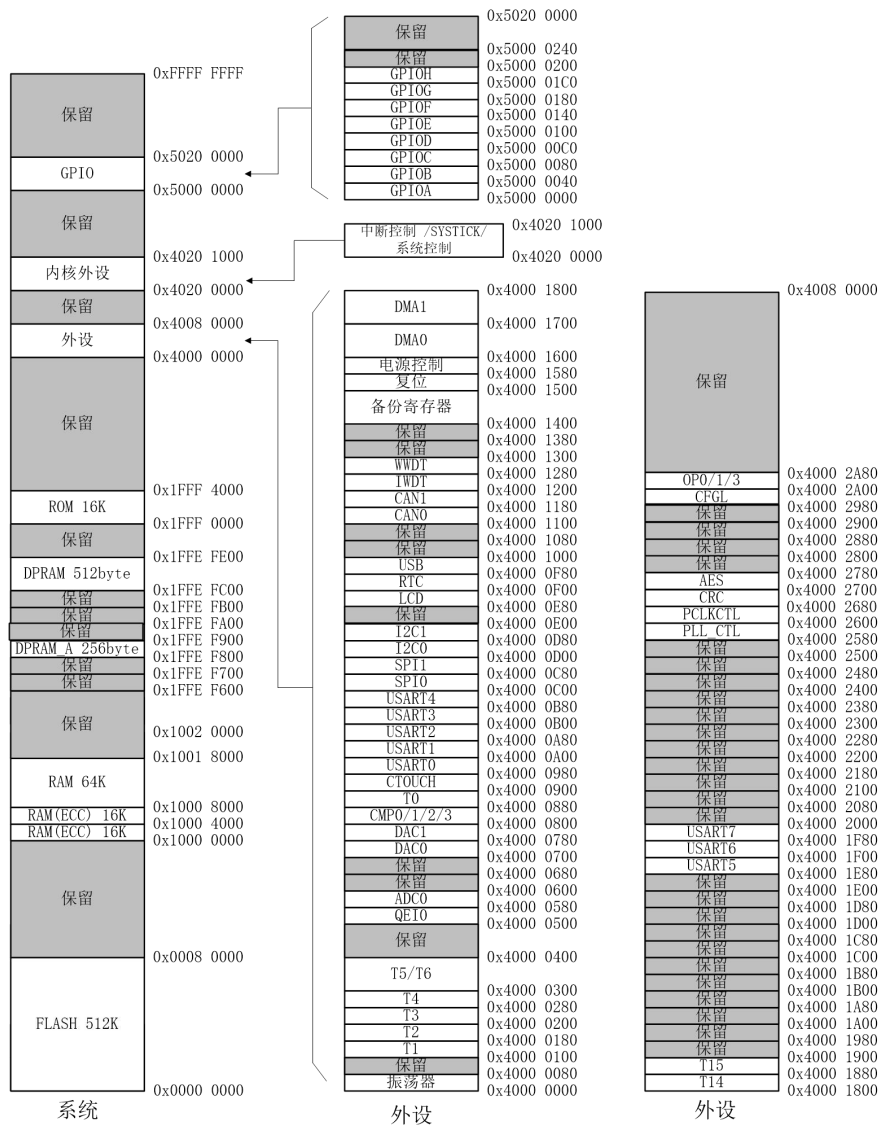 0xFFFF FFFF
保留
0x5020 0000
GPIO
0x5000 0000
保留
0x4020 1000
内核外设
0x4020 0000
保留
0x4008 0000
外设
0x4000 0000
保留
0x1FFF 4000
ROM 16K
0x1FFF 0000
保留
0x1FFE FE00
DPRAM 512byte
0x1FFE FC00
保留
0x1FFE FB00
保留
0x1FFE FA00
保留
0x1FFE F900
DPRAM_A 256byte
0x1FFE F800
保留
0x1FFE F700
保留
0x1FFE F600
保留
0x1002 0000
0x1001 8000
RAM 64K
0x1000 8000
RAM(ECC) 16K
0x1000 4000
RAM(ECC) 16K
0x1000 0000
保留
0x0008 0000
FLASH 512K
0x0000 0000
系统
0x5020 0000
保留
0x5000 0240
保留
0x5000 0200
GPIOH
0x5000 01C0
GPIOG
0x5000 0180
GPIOF
0x5000 0140
GPIOE
0x5000 0100
GPIOD
0x5000 00C0
GPIOC
0x5000 0080
GPIOB
0x5000 0040
GPIOA
0x5000 0000
中断控制 /SYSTICK/
系统控制
0x4020 1000
0x4020 0000
0x4000 1800
DMA1
0x4000 1700
DMA0
0x4000 1600
电源控制
0x4000 1580
复位
0x4000 1500
备份寄存器
0x4000 1400
保留
0x4000 1380
保留
0x4000 1300
WWDT
0x4000 1280
IWDT
0x4000 1200
CAN1
0x4000 1180
CAN0
0x4000 1100
保留
0x4000 1080
保留
0x4000 1000
USB
0x4000 0F80
RTC
0x4000 0F00
LCD
0x4000 0E80
保留
0x4000 0E00
I2C1
0x4000 0D80
I2C0
0x4000 0D00
SPI1
0x4000 0C80
SPI0
0x4000 0C00
USART4
0x4000 0B80
USART3
0x4000 0B00
USART2
0x4000 0A80
USART1
0x4000 0A00
USART0
0x4000 0980
CTOUCH
0x4000 0900
T0
0x4000 0880
CMP0/1/2/3
0x4000 0800
DAC1
0x4000 0780
DAC0
0x4000 0700
保留
0x4000 0680
保留
0x4000 0600
ADC0
0x4000 0580
QEI0
0x4000 0500
保留
0x4000 0400
T5/T6
0x4000 0300
T4
0x4000 0280
T3
0x4000 0200
T2
0x4000 0180
T1
0x4000 0100
保留
0x4000 0080
振荡器
0x4000 0000
外设
0x4008 0000
保留
0x4000 2A80
OP0/1/3
0x4000 2A00
CFGL
0x4000 2980
保留
0x4000 2900
保留
0x4000 2880
保留
0x4000 2800
保留
0x4000 2780
AES
0x4000 2700
CRC
0x4000 2680
PCLKCTL
0x4000 2600
PLL_CTL
0x4000 2580
保留
0x4000 2500
保留
0x4000 2480
保留
0x4000 2400
保留
0x4000 2380
保留
0x4000 2300
保留
0x4000 2280
保留
0x4000 2200
保留
0x4000 2180
保留
0x4000 2100
保留
0x4000 2080
保留
0x4000 2000
USART7
0x4000 1F80
USART6
0x4000 1F00
USART5
0x4000 1E80
保留
0x4000 1E00
保留
0x4000 1D80
保留
0x4000 1D00
保留
0x4000 1C80
保留
0x4000 1C00
保留
0x4000 1B80
保留
0x4000 1B00
保留
0x4000 1A80
保留
0x4000 1A00
保留
0x4000 1980
保留
0x4000 1900
T15
0x4000 1880
T14
0x4000 1800
外设